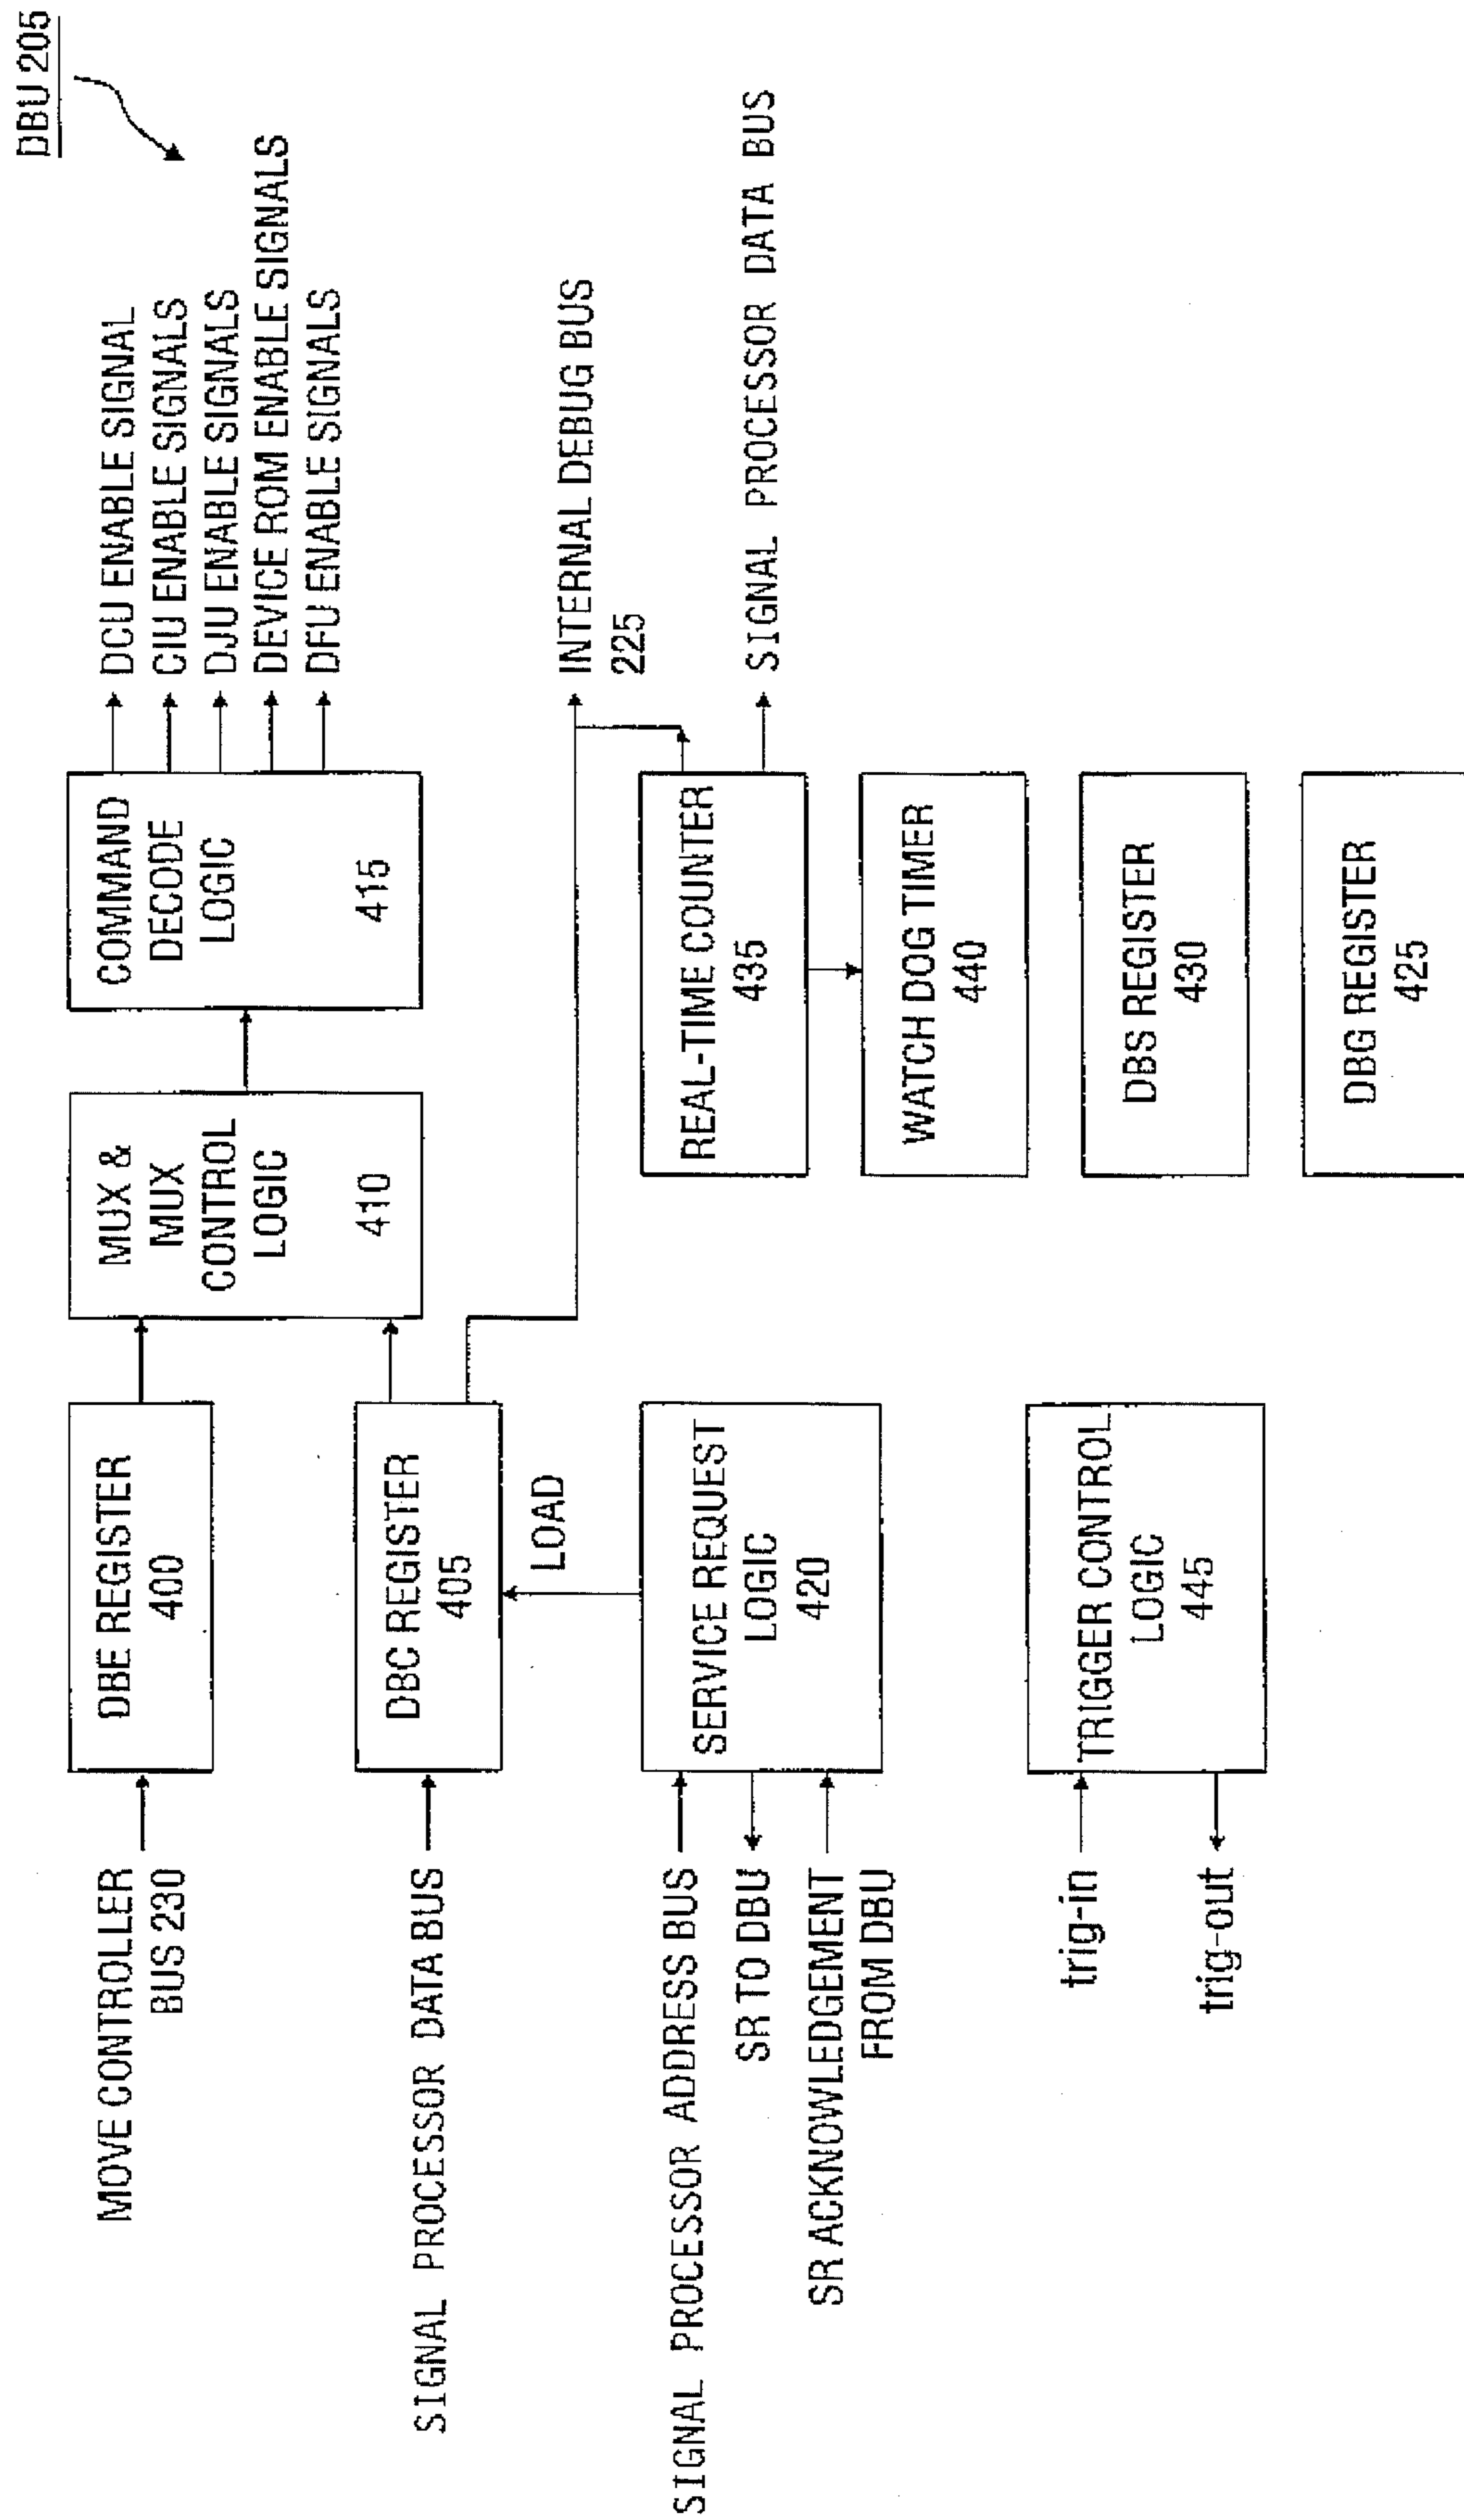 DBU 205
MOVE CONTROLLER
BUS 230
DBE REGISTER
400
MUX &
MUX
CONTROL
LOGIC
410
COMMAND
DECODE
LOGIC
415
DCU ENABLE SIGNAL
CIU ENABLE SIGNALS
DJU ENABLE SIGNALS
DEVICE ROM ENABLE SIGNALS
DFU ENABLE SIGNALS
SIGNAL PROCESSOR DATA BUS
DBC REGISTER
405
LOAD
INTERNAL DEBUG BUS
225
SIGNAL PROCESSOR ADDRESS BUS
SR TO DBU
SR ACKNOWLEDGEMENT
FROM DBU
SERVICE REQUEST
LOGIC
420
REAL-TIME COUNTER
435
SIGNAL PROCESSOR DATA BUS
WATCH DOG TIMER
440
trig-in
trig-out
TRIGGER CONTROL
LOGIC
445
DBS REGISTER
430
DBG REGISTER
425